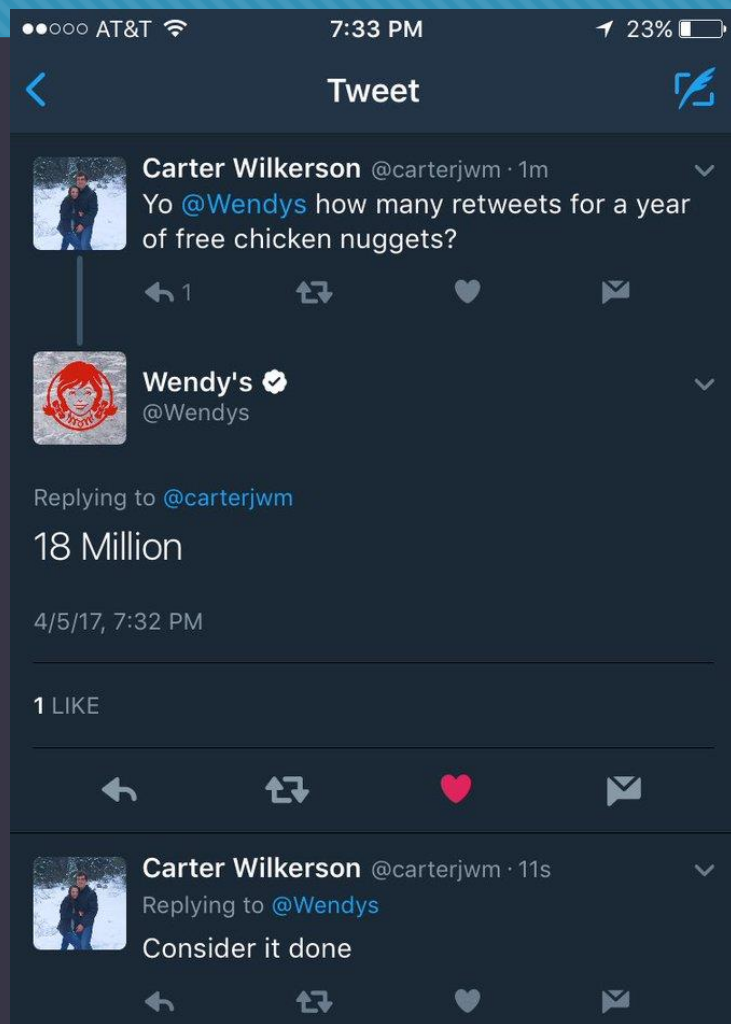 AT&T 7:33 PM 23%
Tweet
Carter Wilkerson @carterjwm · 1m
Yo @Wendys how many retweets for a year
of free chicken nuggets?
1
Wendy's
@Wendys
Replying to @carterjwm
18 Million
4/5/17, 7:32 PM
1 LIKE
Carter Wilkerson @carterjwm · 11s
Replying to @Wendys
Consider it done